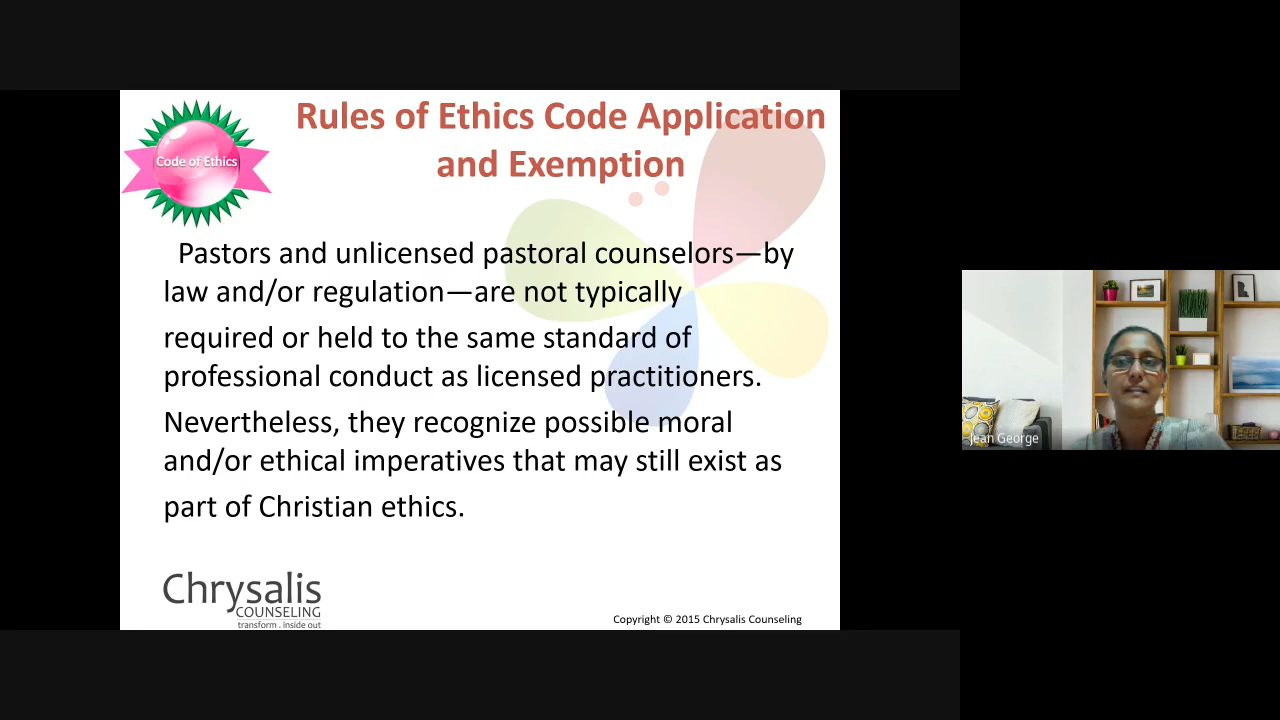 Rules of Ethics Code Application
and Exemption
Code of Ethics
Pastors and unlicensed pastoral counselors—by
law and/or regulation—are not typically
required or held to the same standard of
professional conduct as licensed practitioners.
Nevertheless, they recognize possible moral
and/or ethical imperatives that may still exist as
part of Christian ethics.
Chrysalis
COUNSELING
transform . inside out
Copyright © 2015 Chrysalis Counseling
Jean George